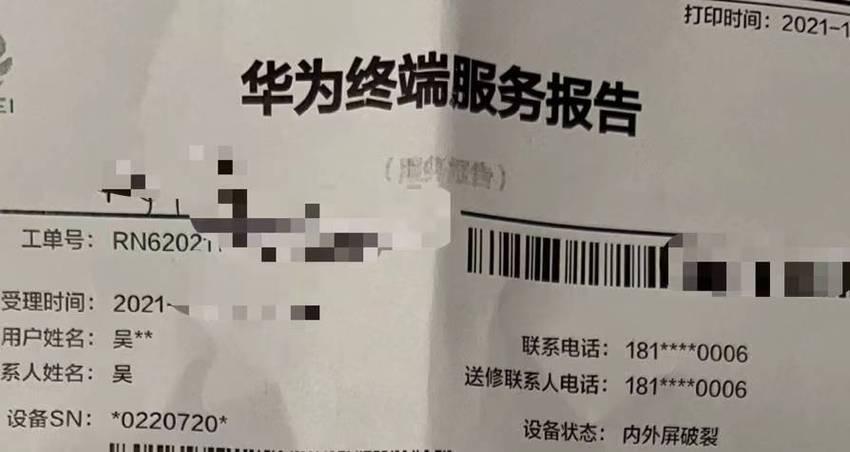 打印时间：2021-1
EI
华为终端服务报告
工单号：RN62021
受理时间：2021-
用户姓名：吴**
联系电话：181****0006
系人姓名：吴
送修联系人电话：181****0006
设备SN：*0220720*
设备状态：内外屏破裂